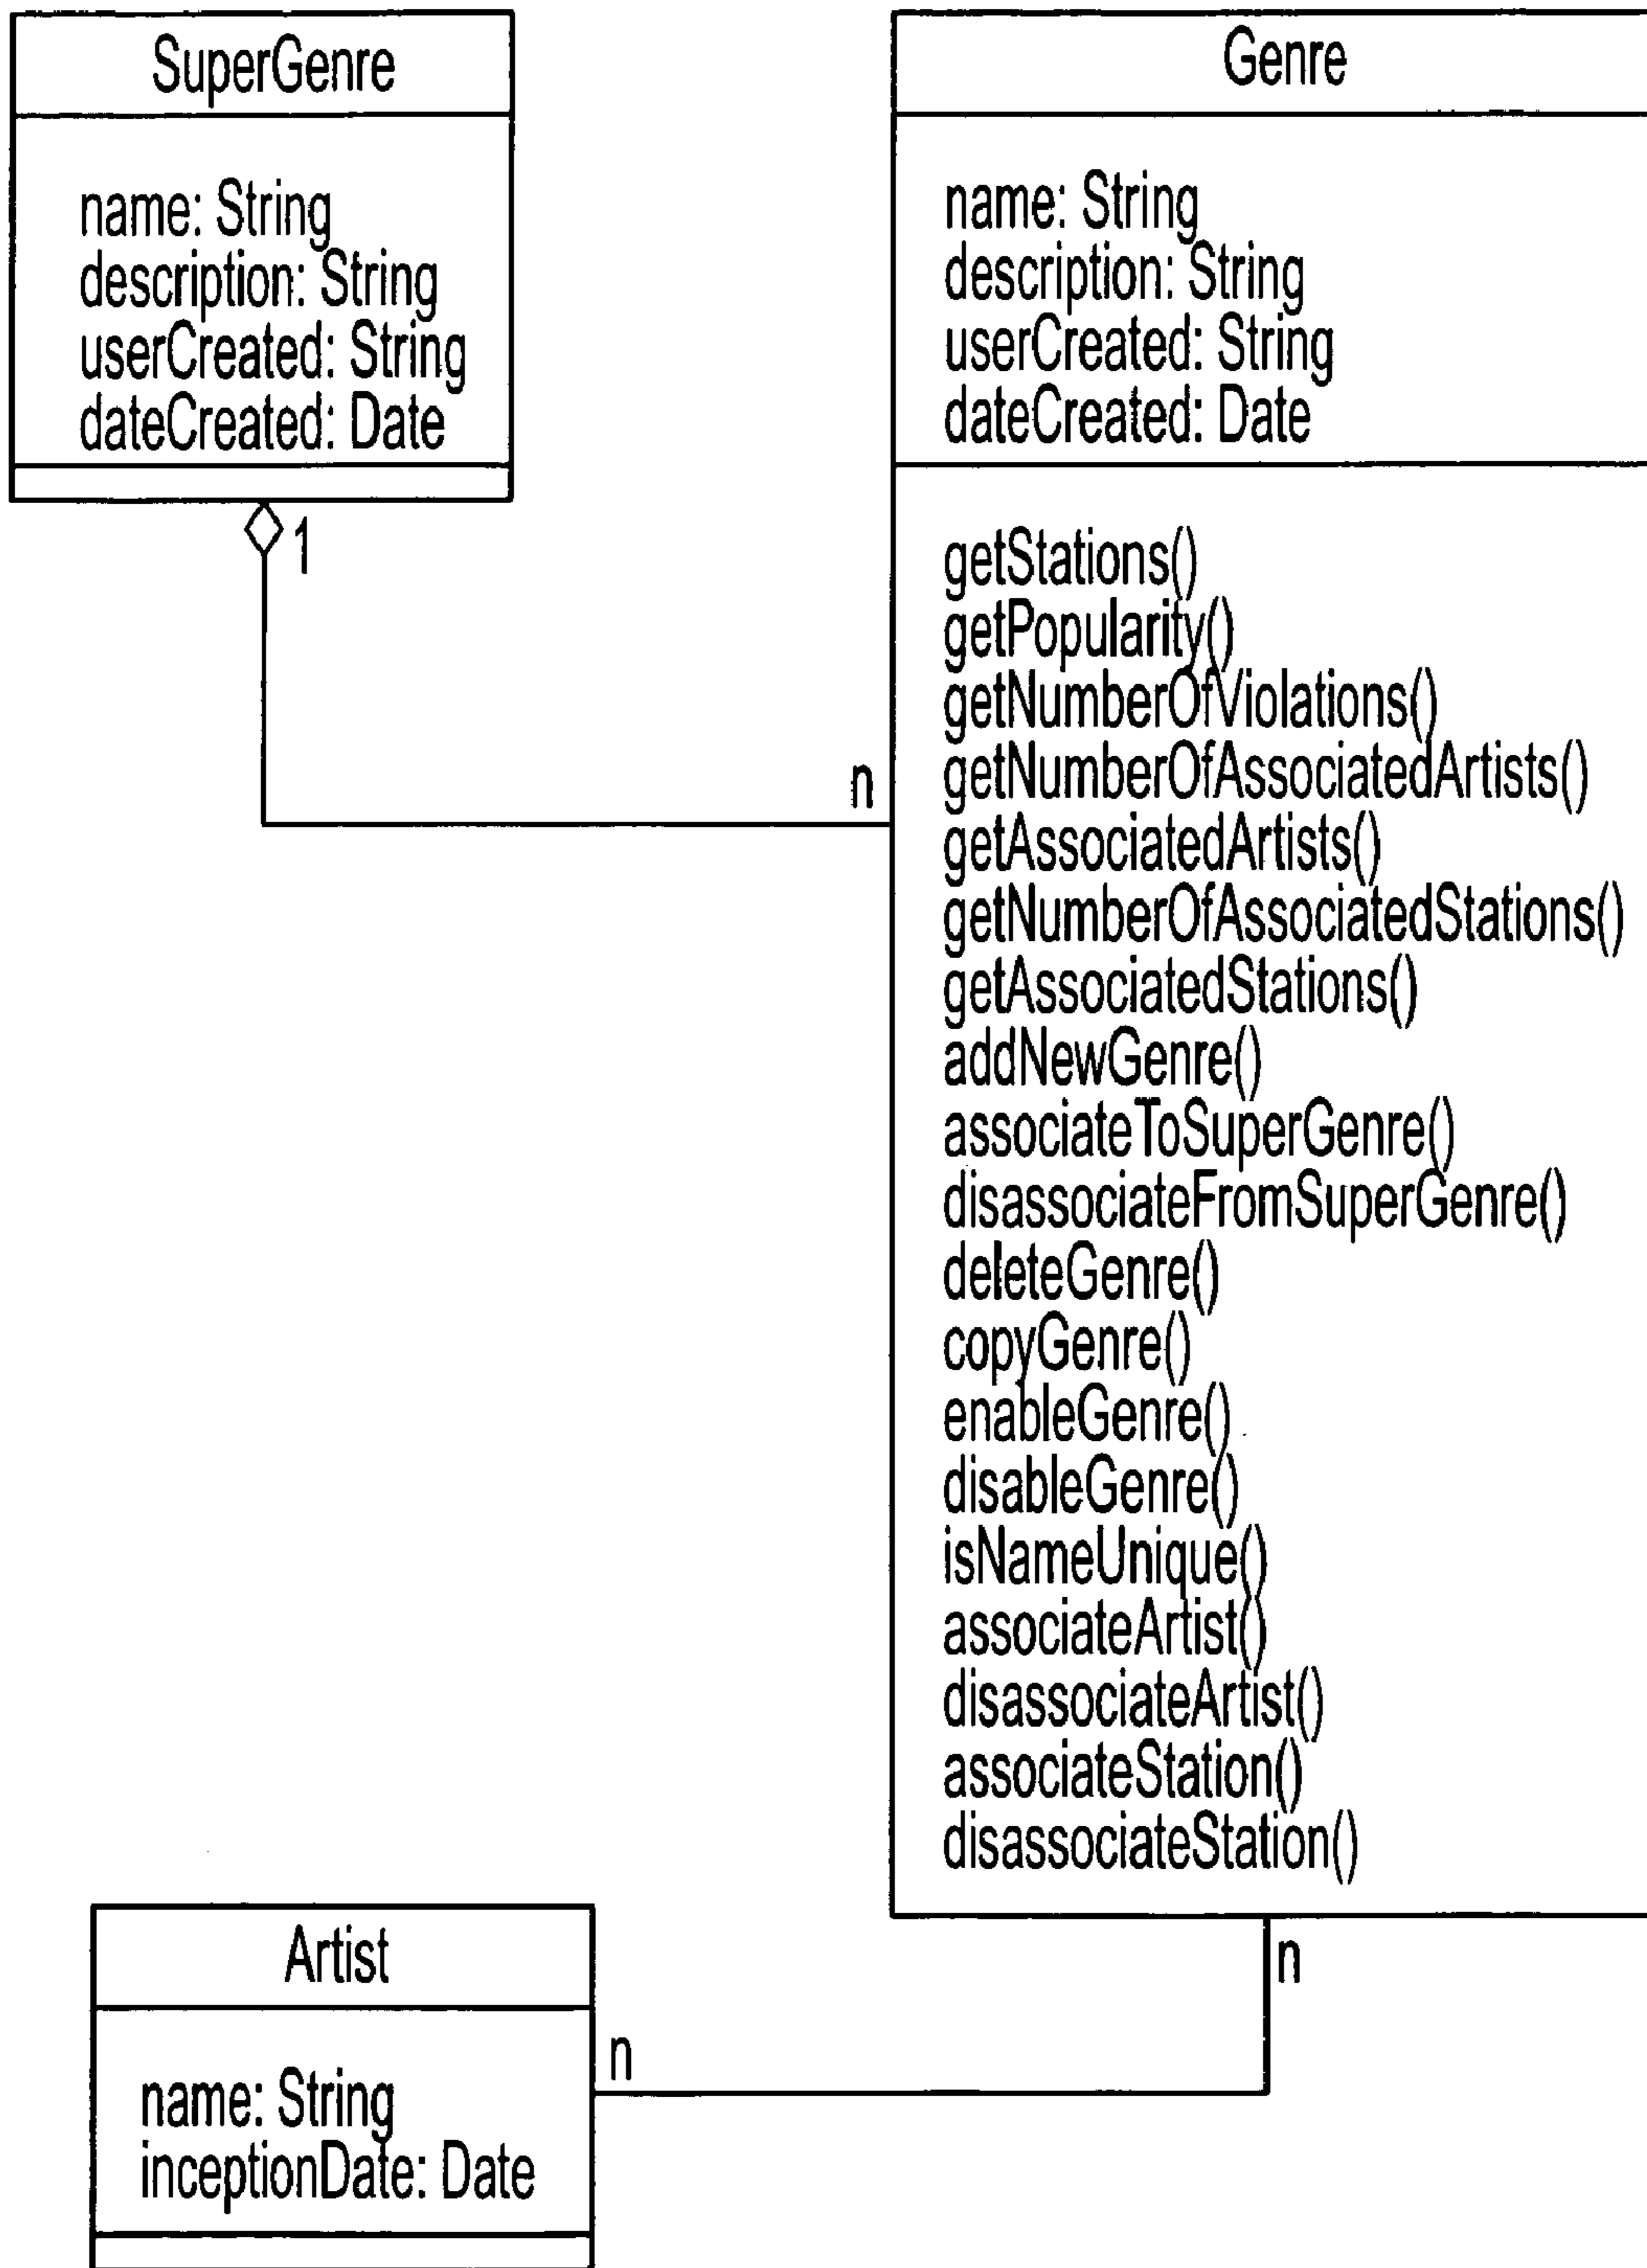 SuperGenre
name: String
description: String
userCreated: String
dateCreated: Date
1
n
Genre
name: String
description: String
userCreated: String
dateCreated: Date
getStations()
getPopularity()
getNumberOfViolations()
getNumberOfAssociatedArtists()
getAssociatedArtists()
getNumberOfAssociatedStations()
getAssociatedStations()
addNewGenre()
associateToSuperGenre()
disassociateFromSuperGenre()
deleteGenre()
copyGenre()
enableGenre()
disableGenre()
isNameUnique()
associateArtist()
disassociateArtist()
associateStation()
disassociateStation()
n
Artist
n
name: String
inceptionDate: Date